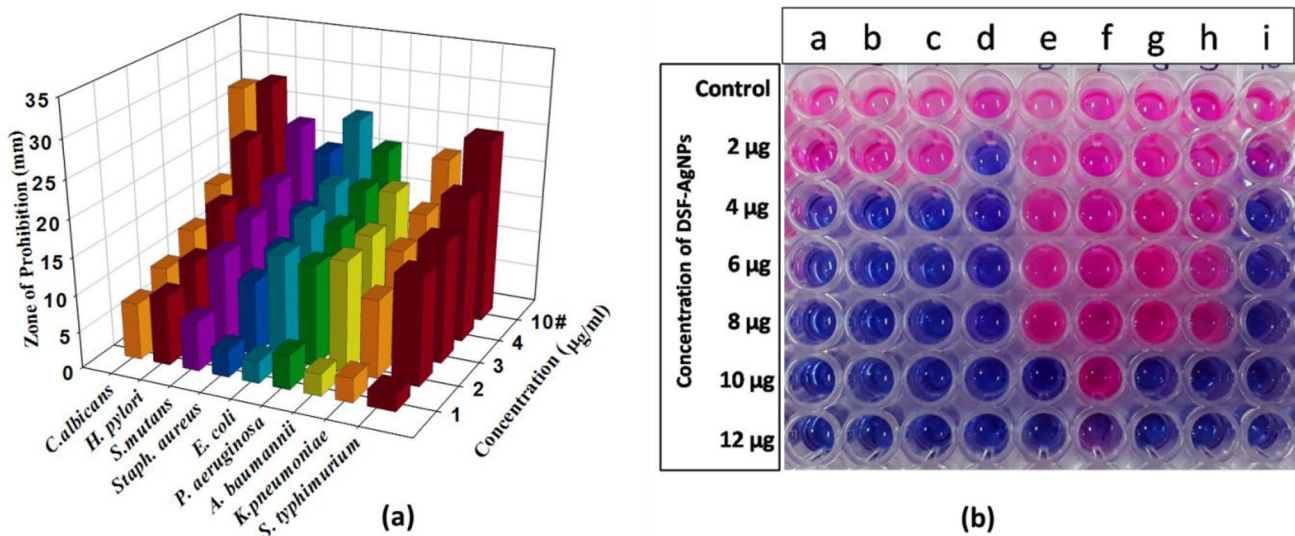 35
30
25
20
15
10
5
0
Zone of Prohibition (mm)
C.albicans
H. pylori
S.mutans
Staph. aureus
E. coli
P. aeruginosa
A. baumannii
K.pneumoniae
S. typhimurium
1
2
3
4
10#
Concentration (µg/ml)
(a)
a b c d e f g h i
Concentration of DSF-AgNPs
Control
2 µg
4 µg
6 µg
8 µg
10 µg
12 µg
(b)